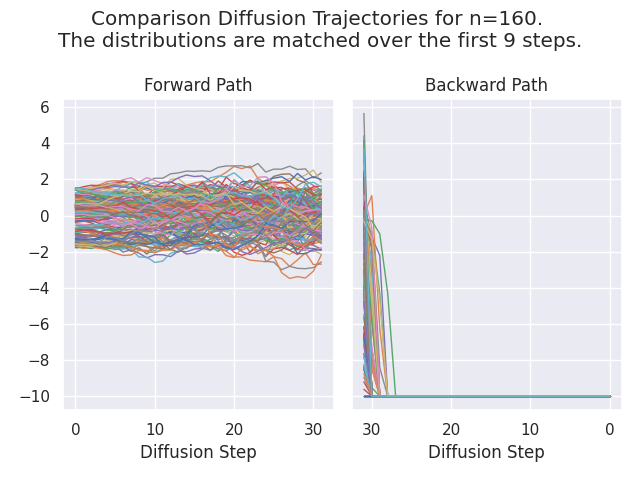 Comparison Diffusion Trajectories for n=160.
The distributions are matched over the first 9 steps.
Forward Path
Backward Path
6
4
2
0
−2
−4
−6
−8
−10
0 10 20 30
30 20 10 0
Diffusion Step
Diffusion Step